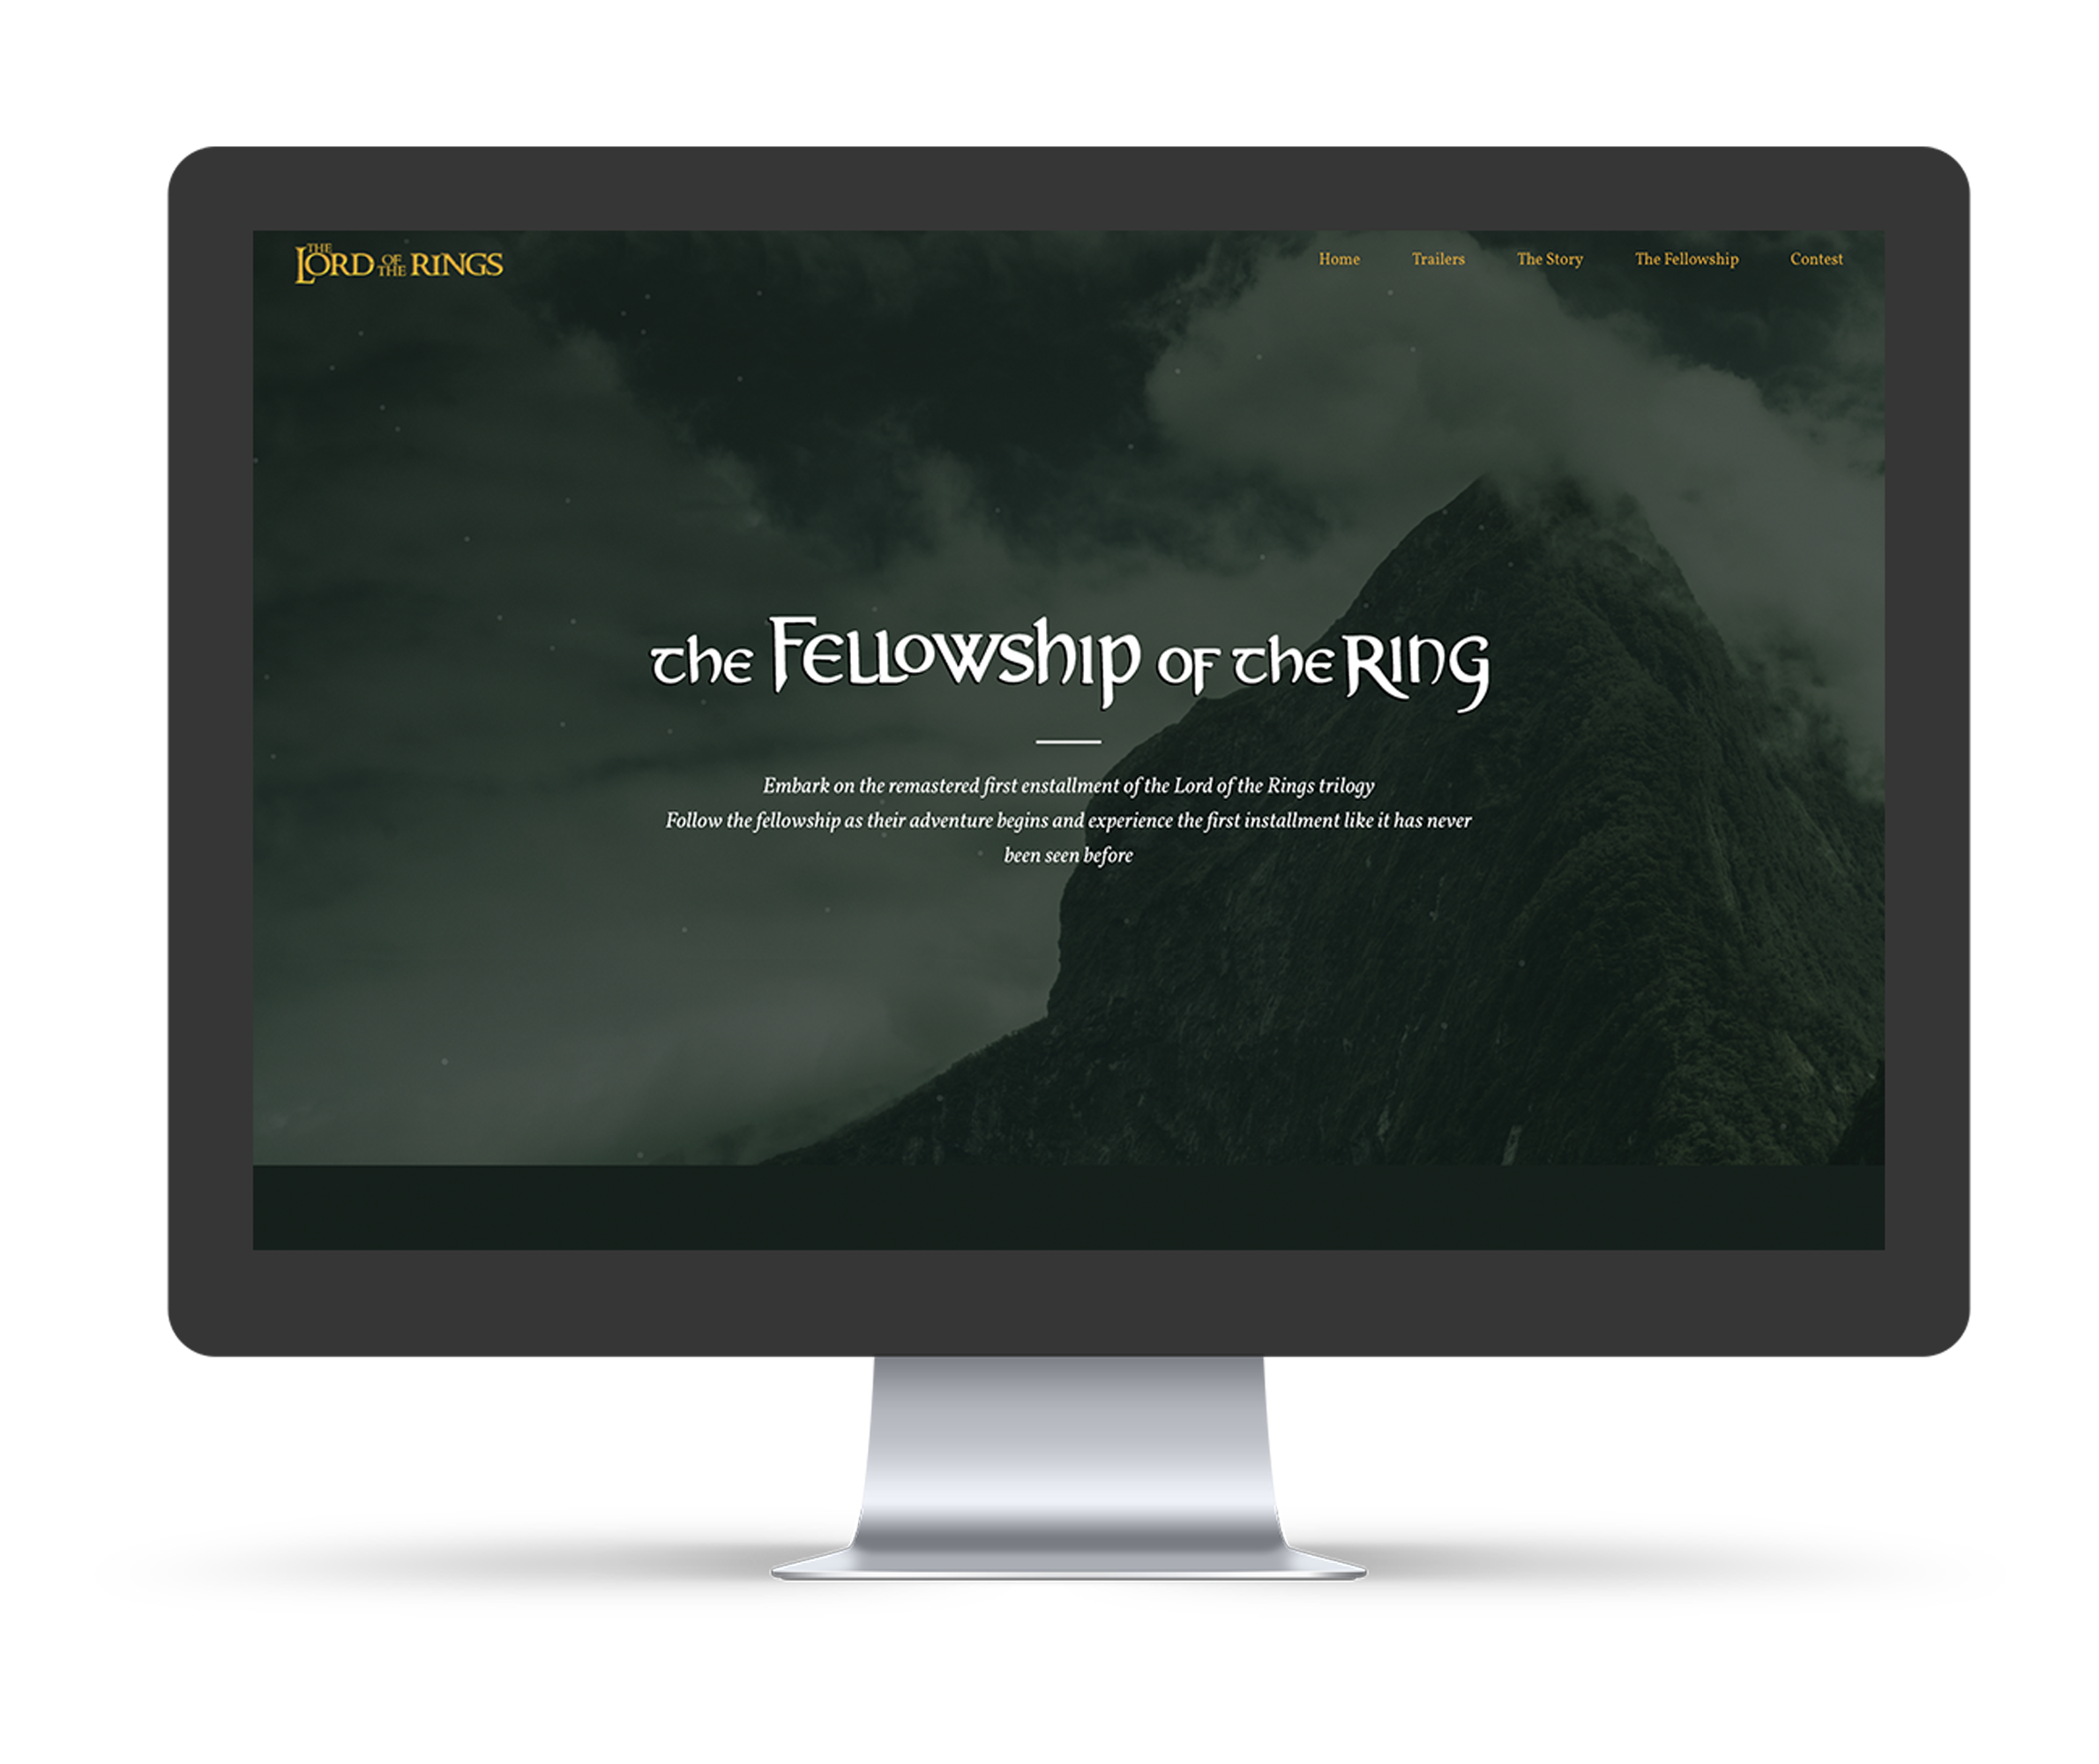 THE LORD OF THE RINGS
Home Trailers The Story The Fellowship Contest
the Fellowship of the Ring
Embark on the remastered first enstallment of the Lord of the Rings trilogy
Follow the fellowship as their adventure begins and experience the first installment like it has never
been seen before